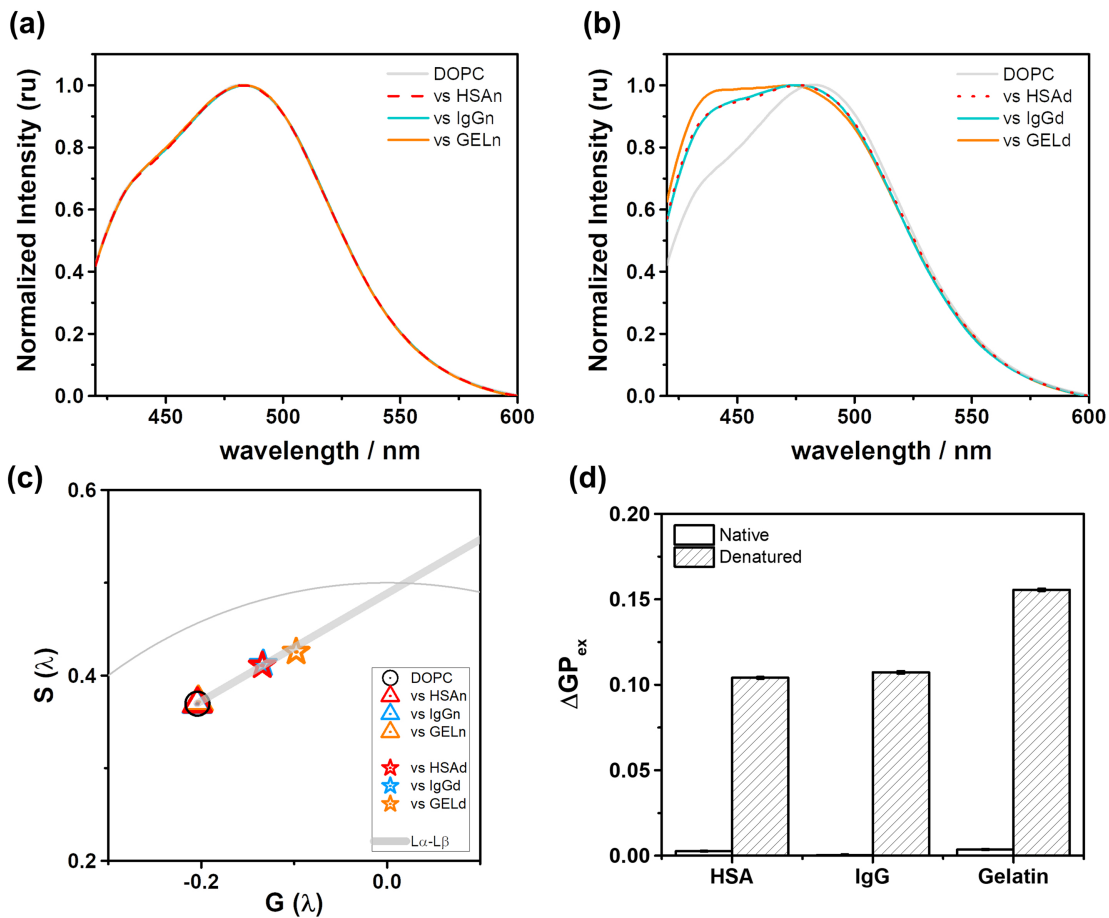 (a)
Normalized Intensity (ru)
1.0
0.8
0.6
0.4
0.2
0.0
DOPC
vs HSAn
vs IgGn
vs GELn
450
500
550
600
wavelength / nm
(b)
Normalized Intensity (ru)
1.0
0.8
0.6
0.4
0.2
0.0
DOPC
vs HSAd
vs IgGd
vs GELd
450
500
550
600
wavelength / nm
(c)
S (λ)
0.6
0.4
0.2
DOPC
vs HSAn
vs IgGn
vs GELn
vs HSAd
vs IgGd
vs GELd
Lα-Lβ
-0.2
0.0
G (λ)
(d)
ΔGPex
0.20
0.15
0.10
0.05
0.00
Native
Denatured
HSA
IgG
Gelatin